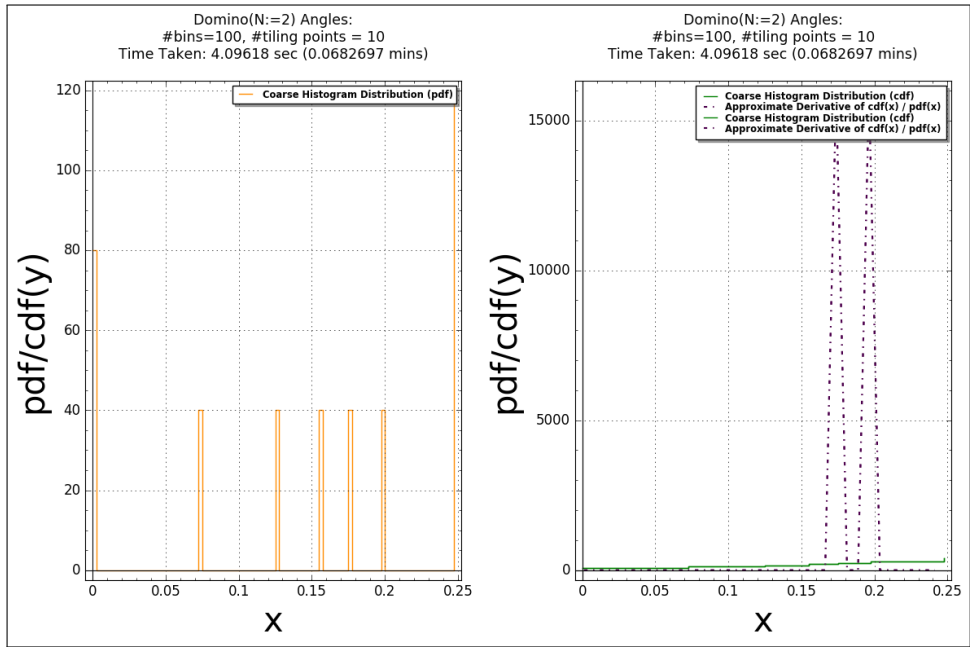 Domino(N:=2) Angles:
#bins=100, #tiling points = 10
Time Taken: 4.09618 sec (0.0682697 mins)
Coarse Histogram Distribution (pdf)
120
100
80
60
40
20
0
pdf/cdf(y)
0
0.05
0.1
0.15
0.2
0.25
x
Domino(N:=2) Angles:
#bins=100, #tiling points = 10
Time Taken: 4.09618 sec (0.0682697 mins)
Coarse Histogram Distribution (cdf)
Approximate Derivative of cdf(x) / pdf(x)
Coarse Histogram Distribution (cdf)
Approximate Derivative of cdf(x) / pdf(x)
15000
10000
5000
0
pdf/cdf(y)
0
0.05
0.1
0.15
0.2
0.25
x